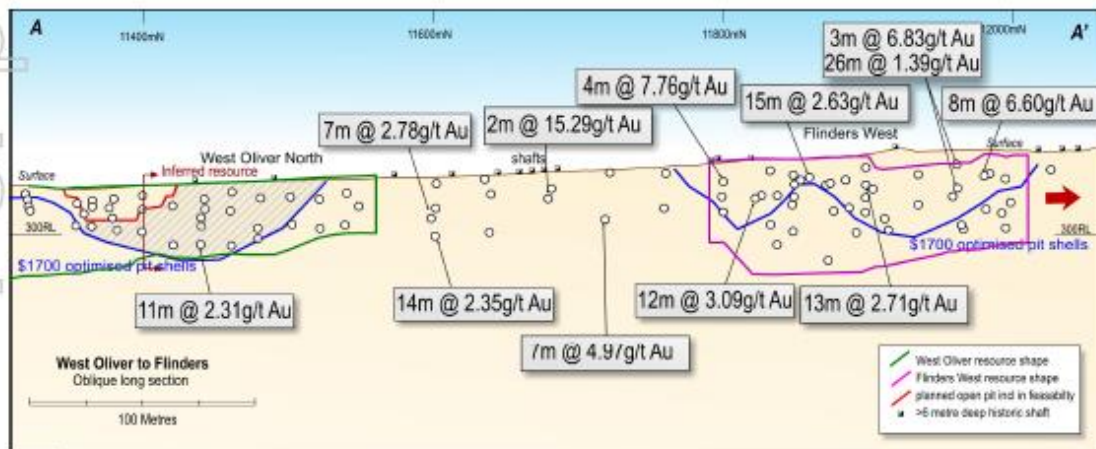 A
11400mN
11600mN
11800mN
12000mN
A'
3m @ 6.83g/t Au
26m @ 1.39g/t Au
4m @ 7.76g/t Au
15m @ 2.63g/t Au
8m @ 6.60g/t Au
7m @ 2.78g/t Au
2m @ 15.29g/t Au
Flinders West
Surface
Inferred resource
West Oliver North
shafts
Surface
300RL
300RL
$1700 optimised pit shells
$1700 optimised pit shells
11m @ 2.31g/t Au
14m @ 2.35g/t Au
12m @ 3.09g/t Au
13m @ 2.71g/t Au
7m @ 4.97g/t Au
West Oliver to Flinders
Oblique long section
100 Metres
West Oliver resource shape
Flinders West resource shape
planned open pit ind in feasabilty
>6 metre deep historic shaft